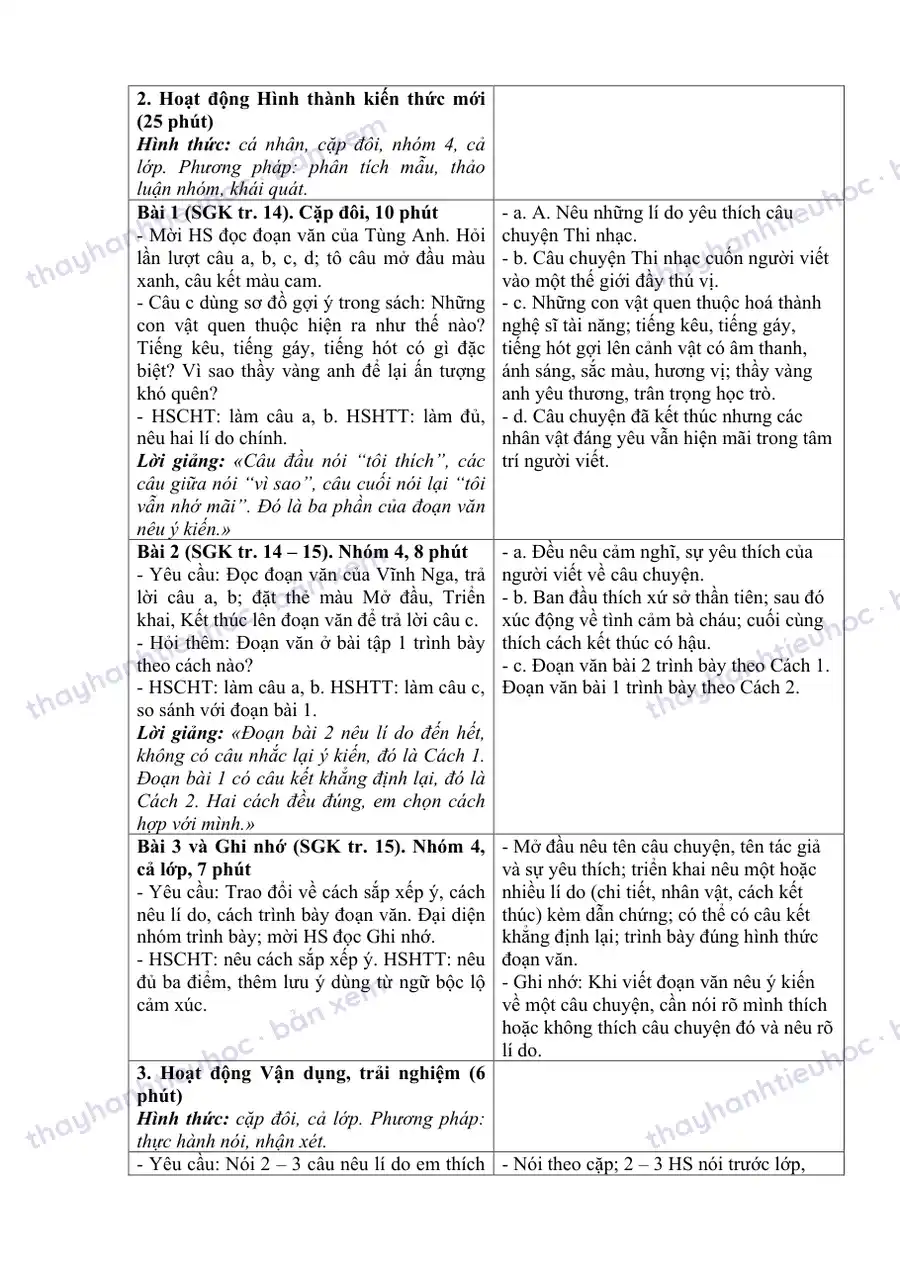 2. Hoạt động Hình thành kiến thức mới
(25 phút)
Hình thức: cá nhân, cặp đôi, nhóm 4, cả
lớp. Phương pháp: phân tích mẫu, thảo
luận nhóm, khái quát.
Bài 1 (SGK tr. 14). Cặp đôi, 10 phút
- Mời HS đọc đoạn văn của Tùng Anh. Hỏi
lần lượt câu a, b, c, d; tô câu mở đầu màu
xanh, câu kết màu cam.
- Câu c dùng sơ đồ gợi ý trong sách: Những
con vật quen thuộc hiện ra như thế nào?
Tiếng kêu, tiếng gáy, tiếng hót có gì đặc
biệt? Vì sao thầy vàng anh để lại ấn tượng
khó quên?
- HSCHT: làm câu a, b. HSHTT: làm đủ,
nêu hai lí do chính.
Lời giảng: «Câu đầu nói “tôi thích”, các
câu giữa nói “vì sao”, câu cuối nói lại “tôi
vẫn nhớ mãi”. Đó là ba phần của đoạn văn
nêu ý kiến.»
- a. A. Nêu những lí do yêu thích câu
chuyện Thi nhạc.
- b. Câu chuyện Thi nhạc cuốn người viết
vào một thế giới đầy thú vị.
- c. Những con vật quen thuộc hoá thành
nghệ sĩ tài năng; tiếng kêu, tiếng gáy,
tiếng hót gợi lên cảnh vật có âm thanh,
ánh sáng, sắc màu, hương vị; thầy vàng
anh yêu thương, trân trọng học trò.
- d. Câu chuyện đã kết thúc nhưng các
nhân vật đáng yêu vẫn hiện mãi trong tâm
trí người viết.
Bài 2 (SGK tr. 14 – 15). Nhóm 4, 8 phút
- Yêu cầu: Đọc đoạn văn của Vĩnh Nga, trả
lời câu a, b; đặt thẻ màu Mở đầu, Triển
khai, Kết thúc lên đoạn văn để trả lời câu c.
- Hỏi thêm: Đoạn văn ở bài tập 1 trình bày
theo cách nào?
- HSCHT: làm câu a, b. HSHTT: làm câu c,
so sánh với đoạn bài 1.
Lời giảng: «Đoạn bài 2 nêu lí do đến hết,
không có câu nhắc lại ý kiến, đó là Cách 1.
Đoạn bài 1 có câu kết khẳng định lại, đó là
Cách 2. Hai cách đều đúng, em chọn cách
hợp với mình.»
- a. Đều nêu cảm nghĩ, sự yêu thích của
người viết về câu chuyện.
- b. Ban đầu thích xứ sở thần tiên; sau đó
xúc động về tình cảm bà cháu; cuối cùng
thích cách kết thúc có hậu.
- c. Đoạn văn bài 2 trình bày theo Cách 1.
Đoạn văn bài 1 trình bày theo Cách 2.
Bài 3 và Ghi nhớ (SGK tr. 15). Nhóm 4,
cả lớp, 7 phút
- Yêu cầu: Trao đổi về cách sắp xếp ý, cách
nêu lí do, cách trình bày đoạn văn. Đại diện
nhóm trình bày; mời HS đọc Ghi nhớ.
- HSCHT: nêu cách sắp xếp ý. HSHTT: nêu
đủ ba điểm, thêm lưu ý dùng từ ngữ bộc lộ
cảm xúc.
- Mở đầu nêu tên câu chuyện, tên tác giả
và sự yêu thích; triển khai nêu một hoặc
nhiều lí do (chi tiết, nhân vật, cách kết
thúc) kèm dẫn chứng; có thể có câu kết
khẳng định lại; trình bày đúng hình thức
đoạn văn.
- Ghi nhớ: Khi viết đoạn văn nêu ý kiến
về một câu chuyện, cần nói rõ mình thích
hoặc không thích câu chuyện đó và nêu rõ
lí do.
3. Hoạt động Vận dụng, trải nghiệm (6
phút)
Hình thức: cặp đôi, cả lớp. Phương pháp:
thực hành nói, nhận xét.
- Yêu cầu: Nói 2 – 3 câu nêu lí do em thích
- Nói theo cặp; 2 – 3 HS nói trước lớp,
thayhanhtieuhoc · bản xem
thayhanhtieuhoc · b
thayhanhtieuhoc · bản xem
thayhanhtieuhoc · b
thayhanhtieuhoc · bản xem
thayhanhtieuhoc · b